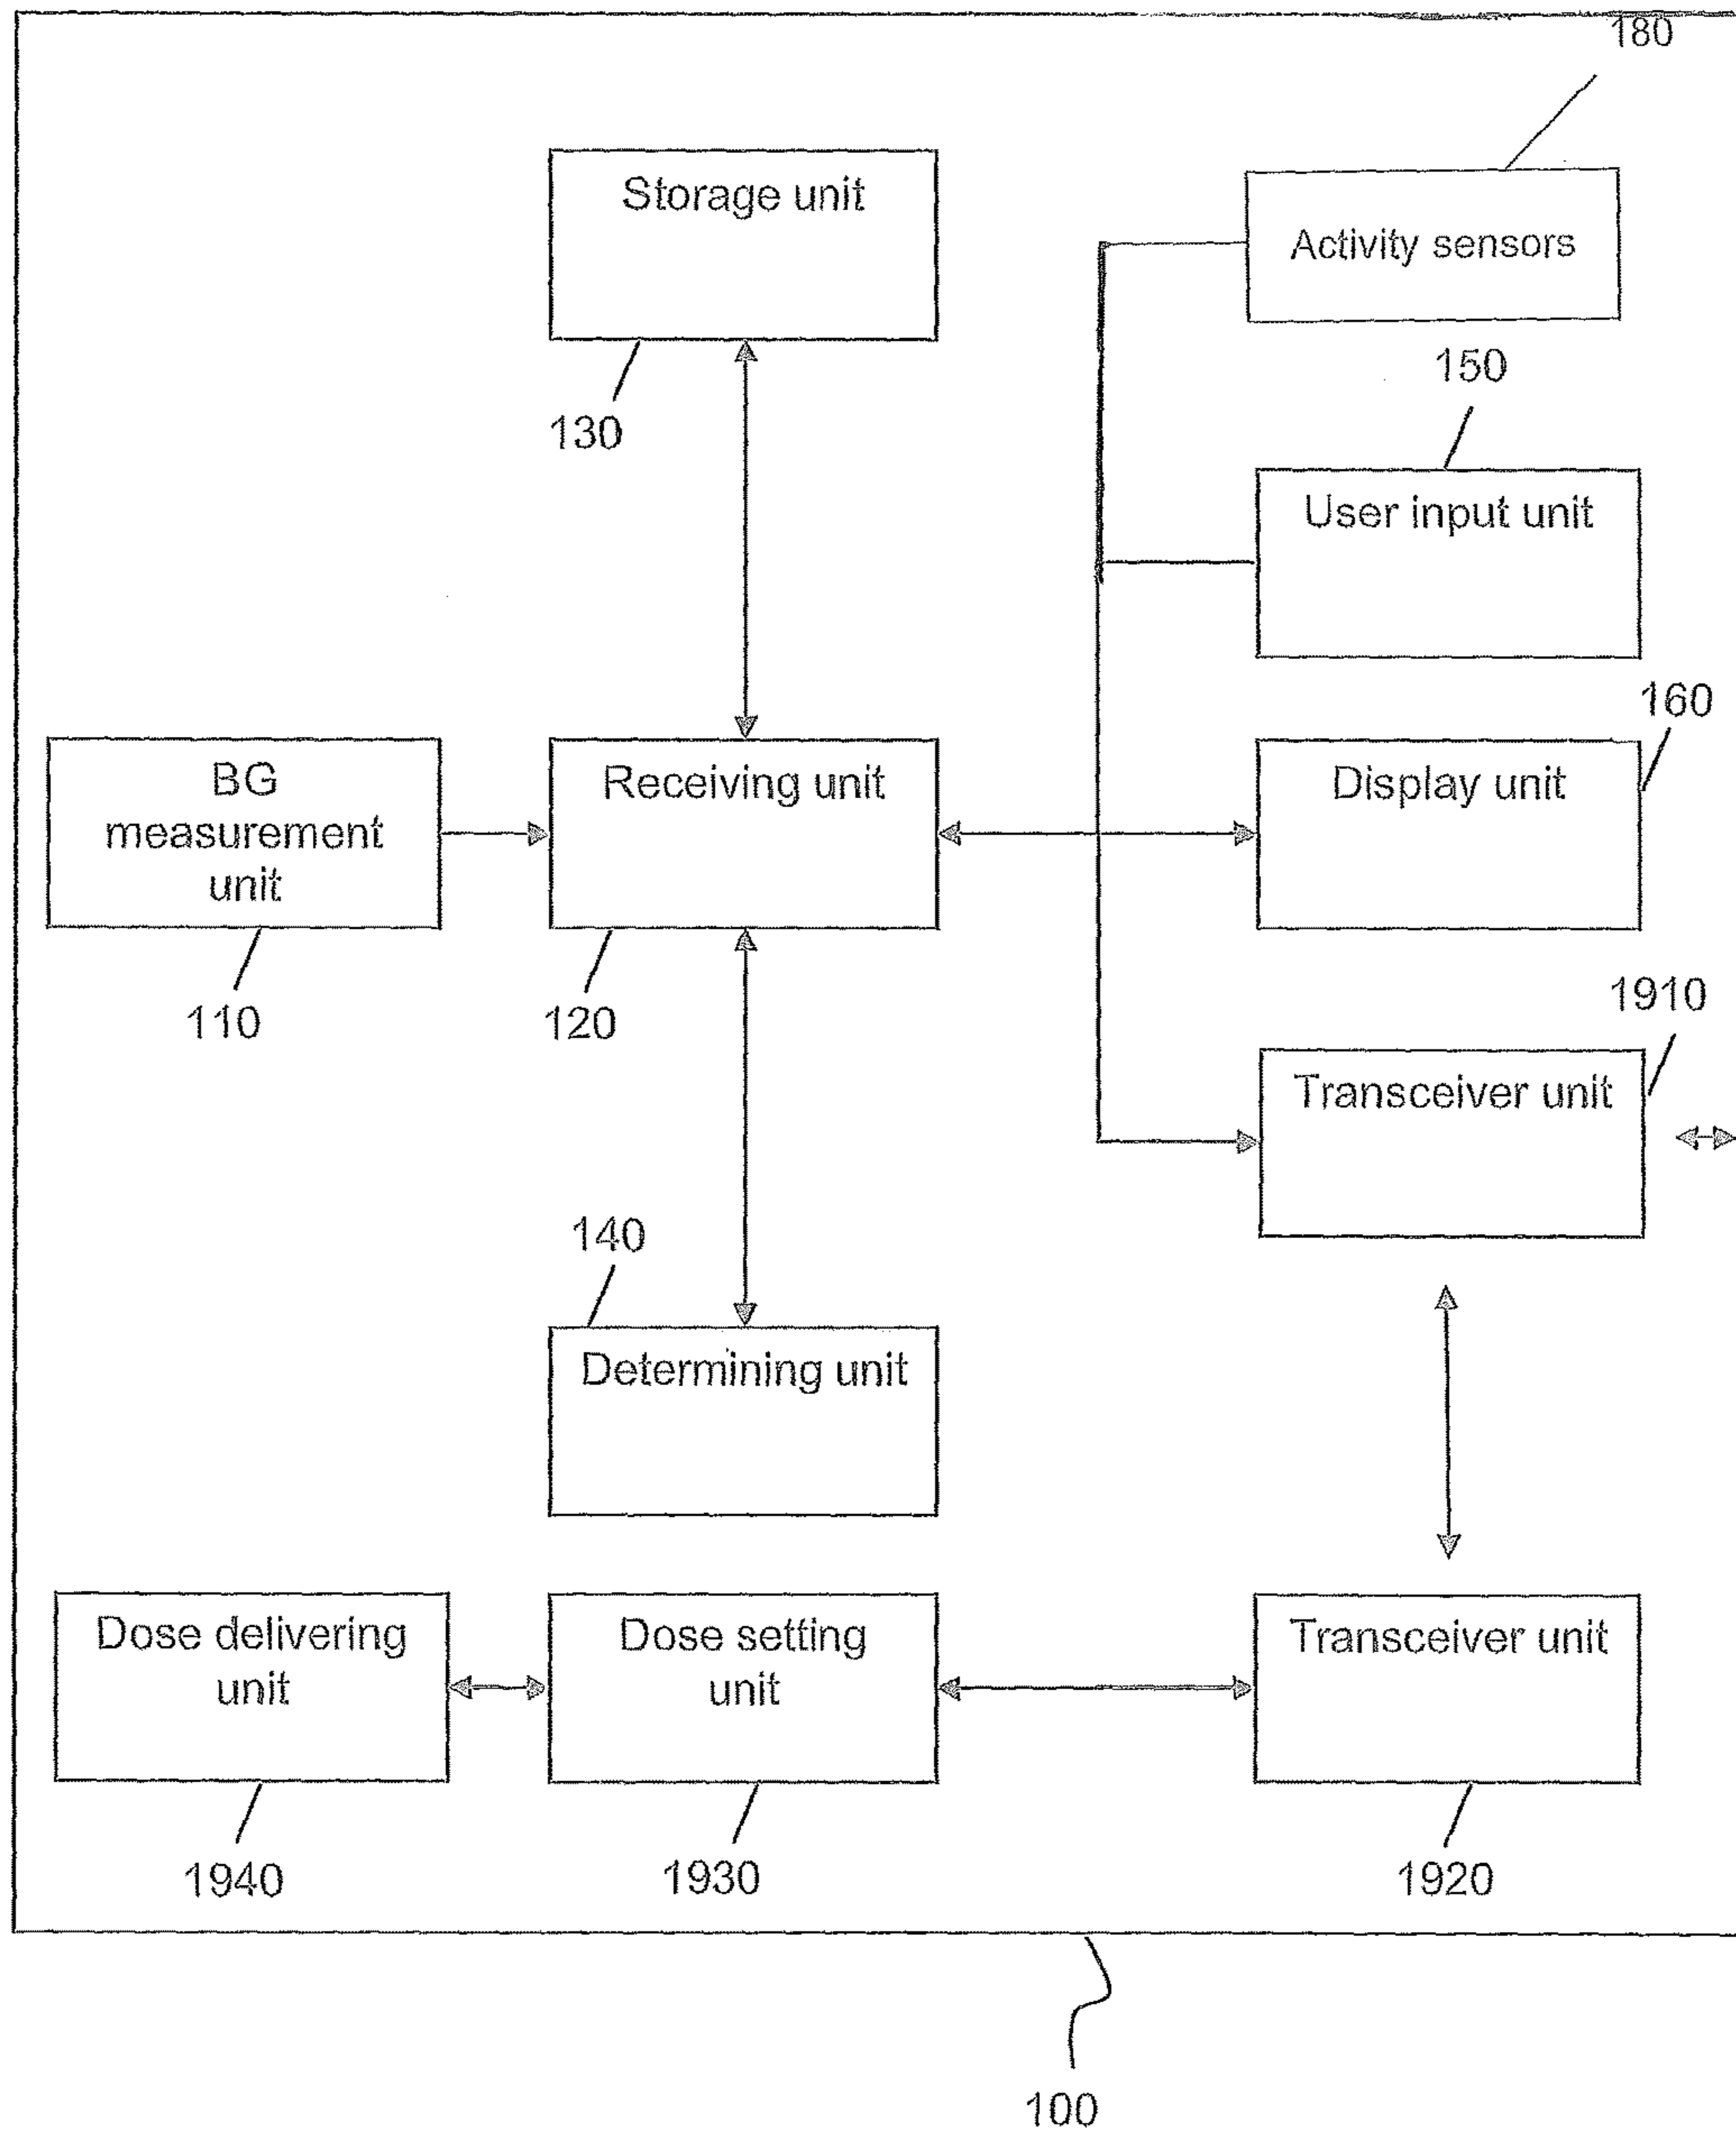 180
Storage unit
Activity sensors
130
150
User input unit
BG
measurement
unit
Receiving unit
Display unit
160
110
120
1910
Transceiver unit
140
Determining unit
Dose delivering
unit
Dose setting
unit
Transceiver unit
1940
1930
1920
100